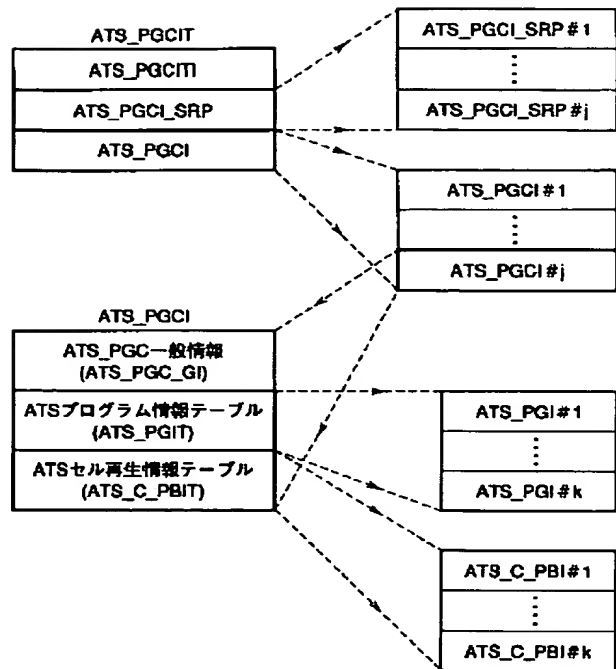 ATS_PGCIT
ATS_PGCITI
ATS_PGCI_SRP
ATS_PGCI
ATS_PGCI_SRP#1
ATS_PGCI_SRP#j
ATS_PGCI#1
ATS_PGCI#j
ATS_PGCI
ATS_PGC一般情報
(ATS_PGC_GI)
ATSプログラム情報テーブル
(ATS_PGIT)
ATSセル再生情報テーブル
(ATS_C_PBIT)
ATS_PGI#1
ATS_PGI#k
ATS_C_PBI#1
ATS_C_PBI#k